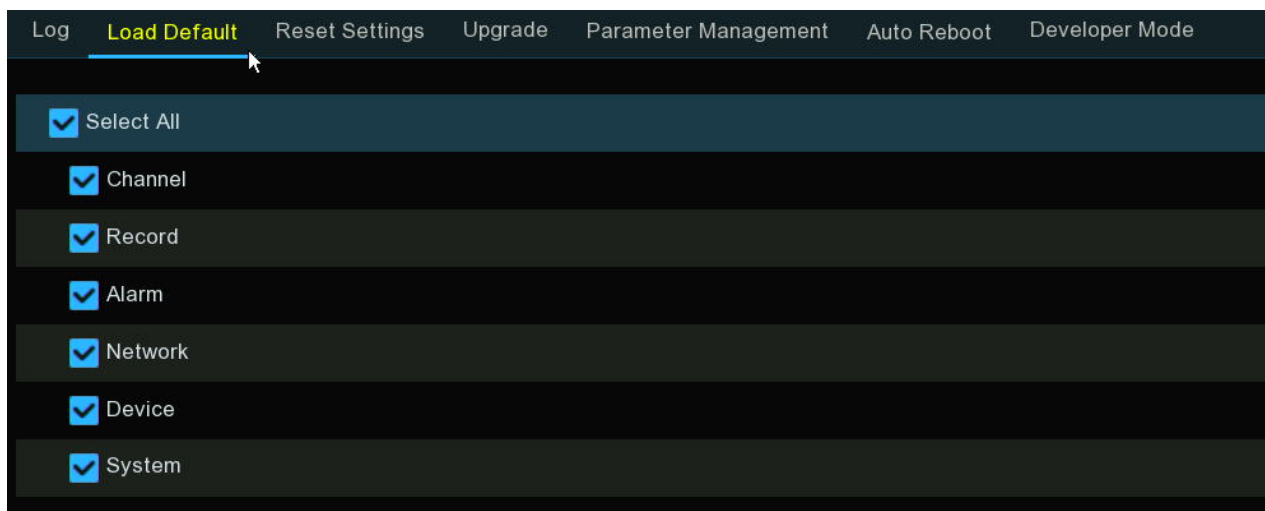 Log Load Default Reset Settings Upgrade Parameter Management Auto Reboot Developer Mode
Select All
Channel
Record
Alarm
Network
Device
System